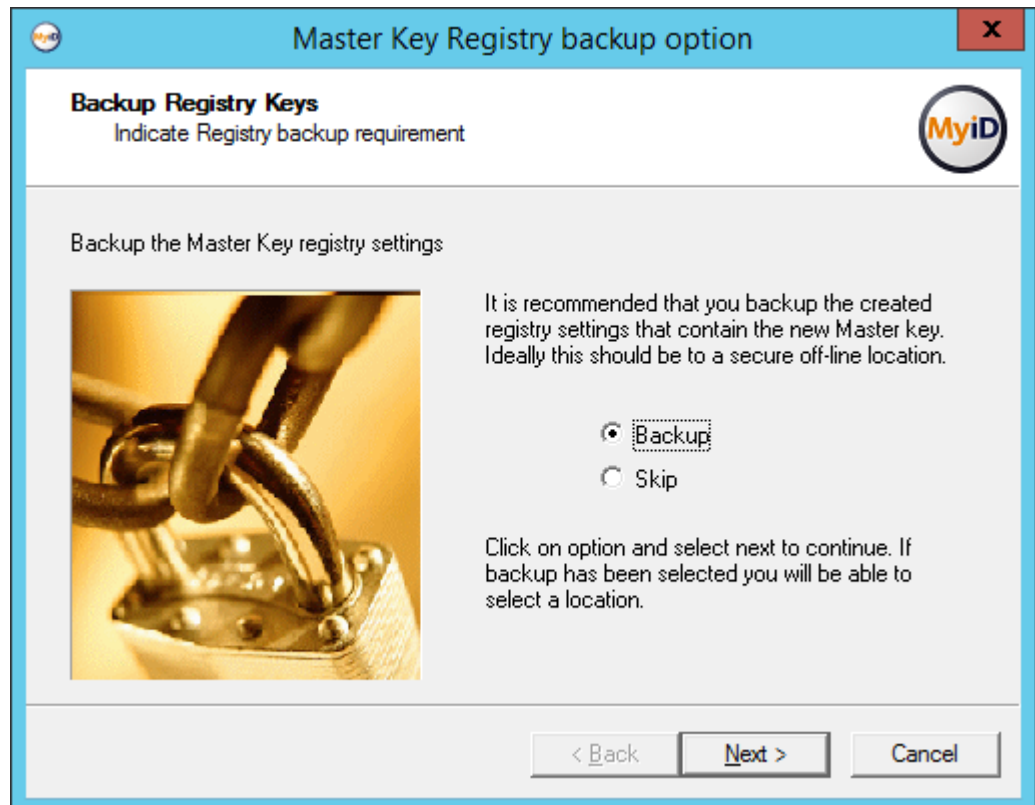 MyiD
Master Key Registry backup option
x
Backup Registry Keys
Indicate Registry backup requirement
MyiD
Backup the Master Key registry settings
It is recommended that you backup the created
registry settings that contain the new Master key.
Ideally this should be to a secure off-line location.
Backup
Skip
Click on option and select next to continue. If
backup has been selected you will be able to
select a location.
< Back
Next >
Cancel